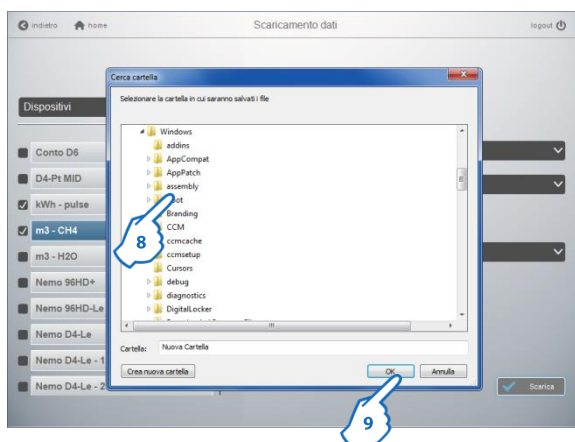 indietro home Scaricamento dati logout
Cerca cartella
Selezionare la cartella in cui saranno salvati i file
Dispositivi
Windows
addins
AppCompat
AppPatch
assembly
Branding
CCM
ccmcache
ccmsetup
Cursors
debug
diagnostics
DigitalLocker
Conto D6
D4-Pt MID
kWh - pulse
m3 - CH4
m3 - H2O
Nemo 96HD+
Nemo 96HD-Le
Nemo D4-Le
Nemo D4-Le - 1
Nemo D4-Le - 2
8
Cartella: Nuova Cartella
Crea nuova cartella OK Annulla
Scarica
9